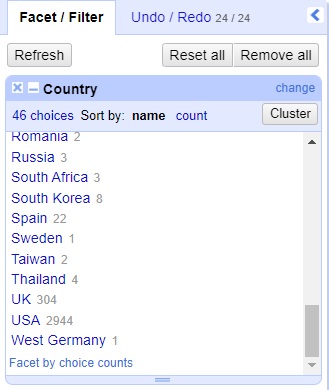 Facet / Filter Undo / Redo 24 / 24
Refresh Reset all Remove all
Country change
46 choices Sort by: name count Cluster
Romania 2
Russia 3
South Africa 3
South Korea 8
Spain 22
Sweden 1
Taiwan 2
Thailand 4
UK 304
USA 2944
West Germany 1
Facet by choice counts